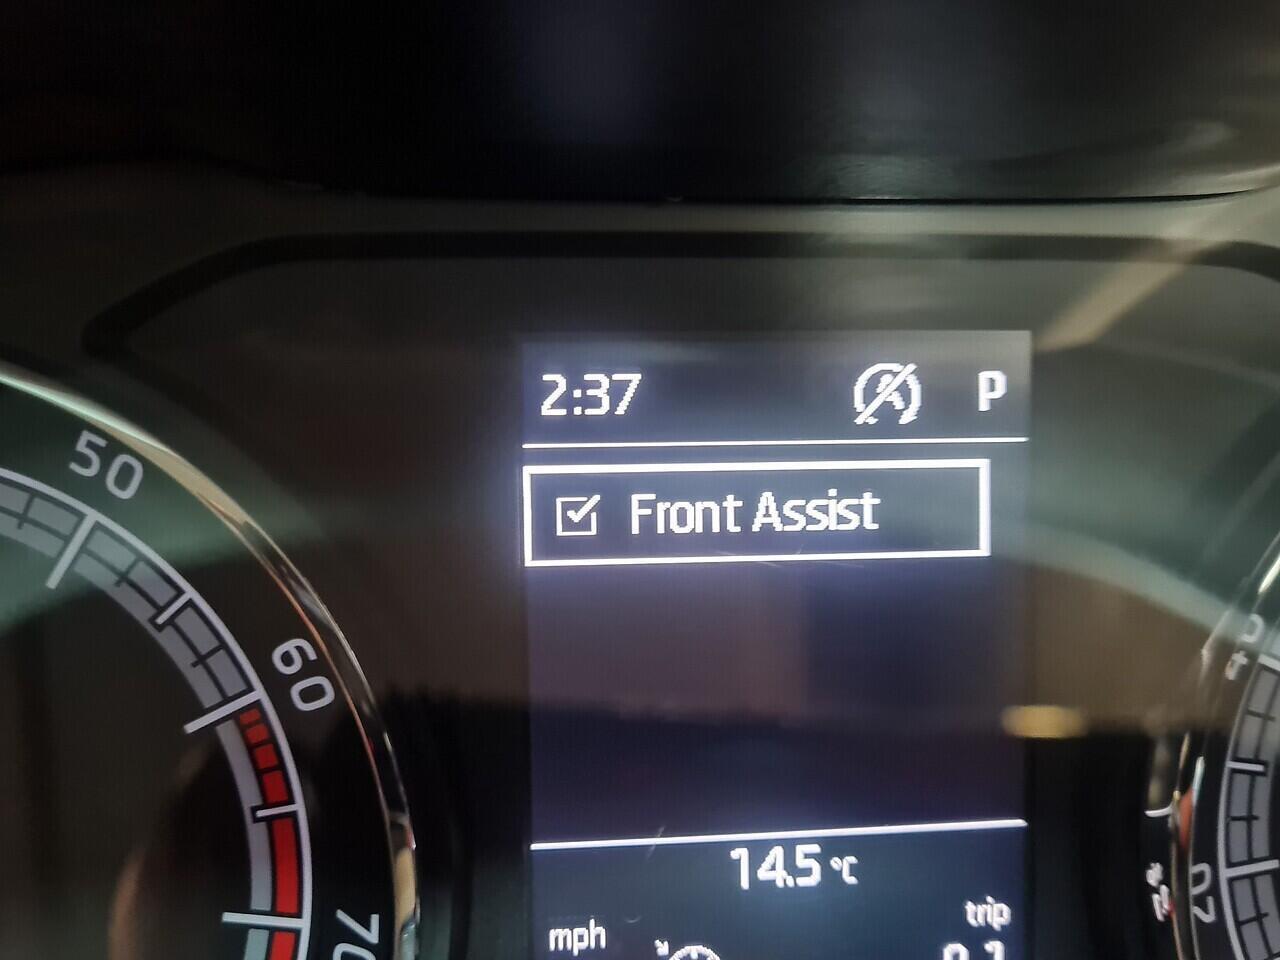 2:37 P
Front Assist
50
60
70
14.5 °C
trip
mph